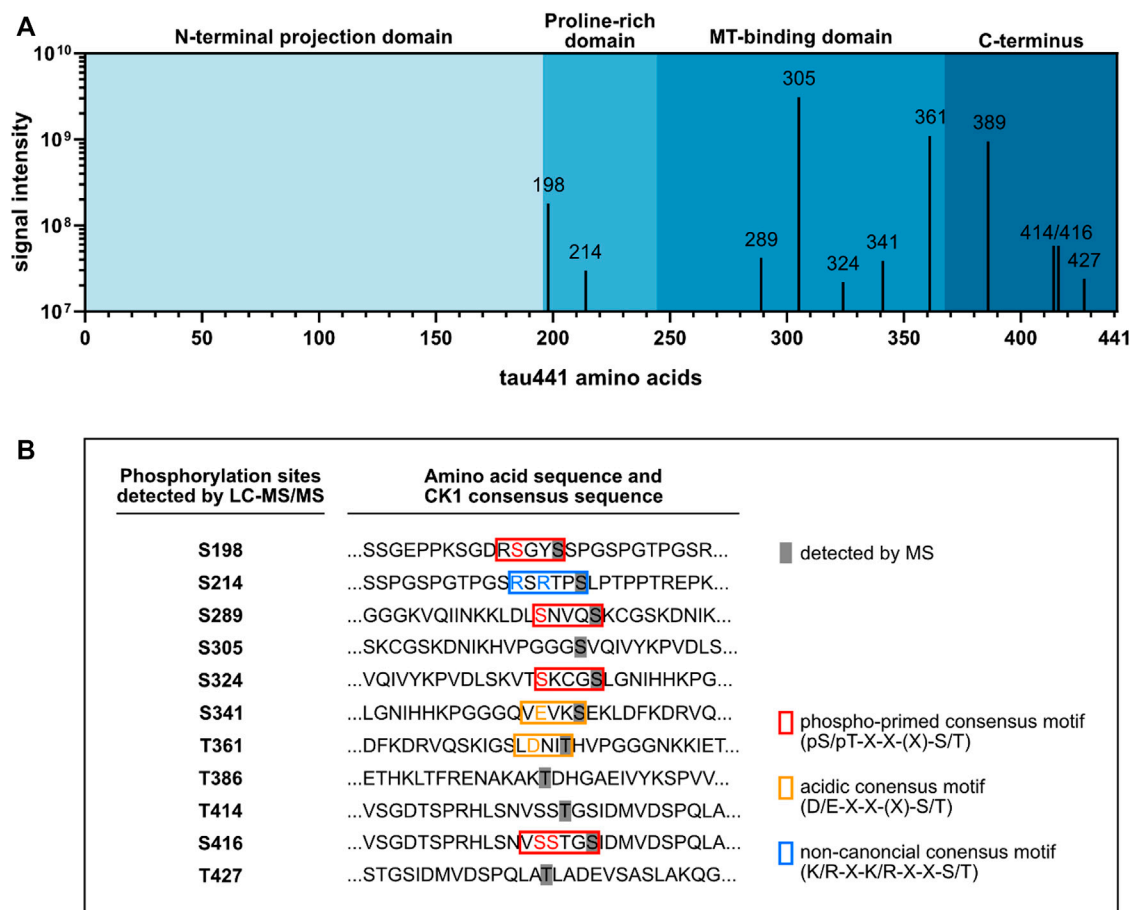 A
N-terminal projection domain
Proline-rich
domain
MT-binding domain
C-terminus
signal intensity
10^10
10^9
10^8
10^7
198
214
289
305
324
341
361
389
414/416
427
0
50
100
150
200
250
300
350
400
441
tau441 amino acids
B
Phosphorylation sites
detected by LC-MS/MS
Amino acid sequence and
CK1 consensus sequence
S198 ...SSGEPPKSGDRSGYSSPGSPGTPGSR...
S214 ...SSPGSPGTPGSRSRTPSLPTPPTREPK...
S289 ...GGGKVQIINKKLDLSNVQSKCGSKDNIK...
S305 ...SKCGSKDNIKHVPGGGSVQIVYKPVDLS...
S324 ...VQIVYKPVDLSKVTSKCGSLGNIHHKPG...
S341 ...LGNIHHKPGGGQVEVKSEKLDFKDRVQ...
T361 ...DFKDRVQSKIGSLDNITHVPGGGNKKIET...
T386 ...ETHKLTFRENAKAKTDHGAEIVYKSPVV...
T414 ...VSGDTSPRHLSNVSSTGSIDMVDSPQLA...
S416 ...VSGDTSPRHLSNVSSTGSIDMVDSPQLA...
T427 ...STGSIDMVDSPQLATLADEVSASLAKQG...
detected by MS
phospho-primed consensus motif
(pS/pT-X-X-(X)-S/T)
acidic consensus motif
(D/E-X-X-(X)-S/T)
non-canoncial consensus motif
(K/R-X-K/R-X-X-S/T)